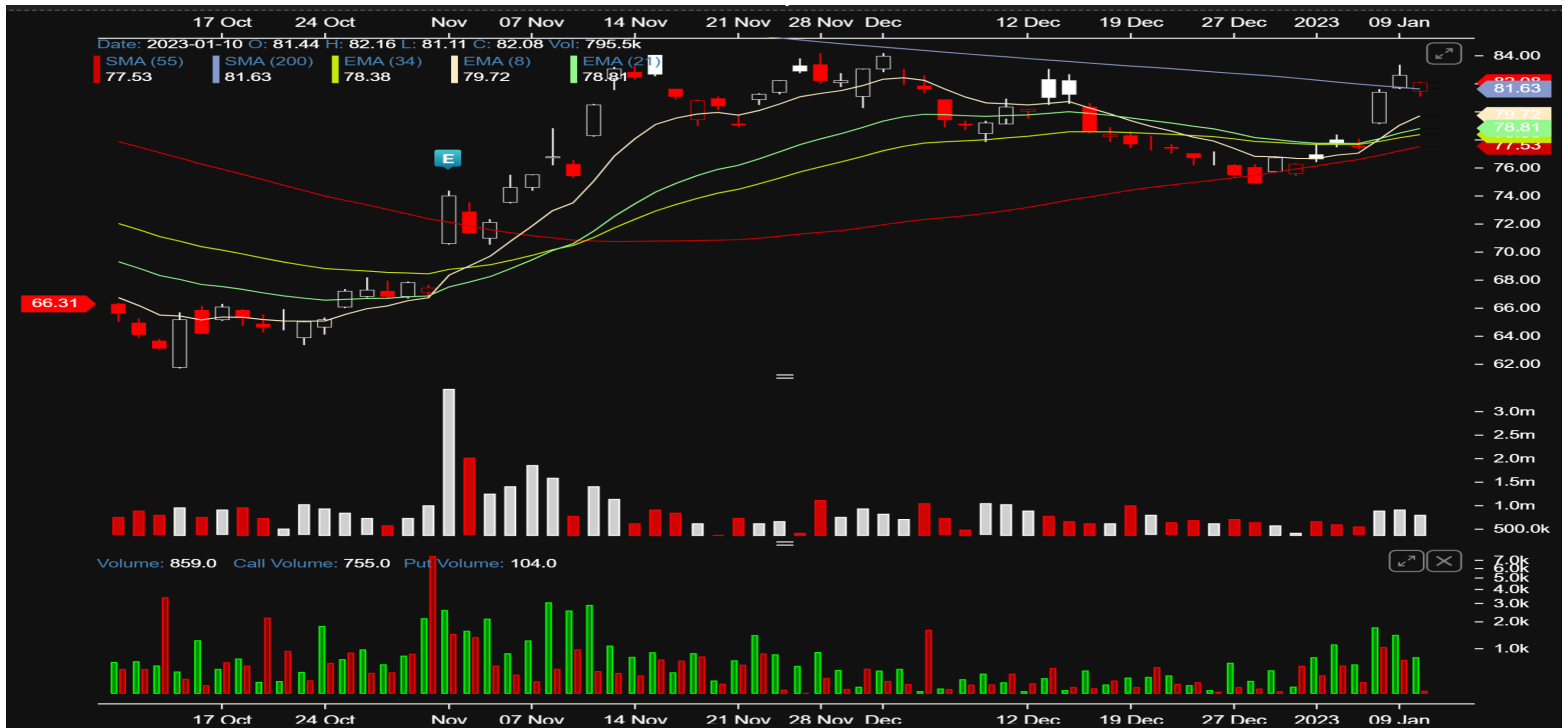 17 Oct 24 Oct Nov 07 Nov 14 Nov 21 Nov 28 Nov Dec 12 Dec 19 Dec 27 Dec 2023 09 Jan
Date: 2023-01-10 O: 81.44 H: 82.16 L: 81.11 C: 82.08 Vol: 795.5k
SMA (55) SMA (200) EMA (34) EMA (8) EMA (21)
77.53 81.63 78.38 79.72 78.81
84.00
81.63
79.72
78.81
77.53
76.00
E
74.00
72.00
70.00
68.00
66.31
66.00
64.00
62.00
3.0m
2.5m
2.0m
1.5m
1.0m
500.0k
Volume: 859.0 Call Volume: 755.0 Put Volume: 104.0
7.0k
6.0k
5.0k
4.0k
3.0k
2.0k
1.0k
17 Oct 24 Oct Nov 07 Nov 14 Nov 21 Nov 28 Nov Dec 12 Dec 19 Dec 27 Dec 2023 09 Jan